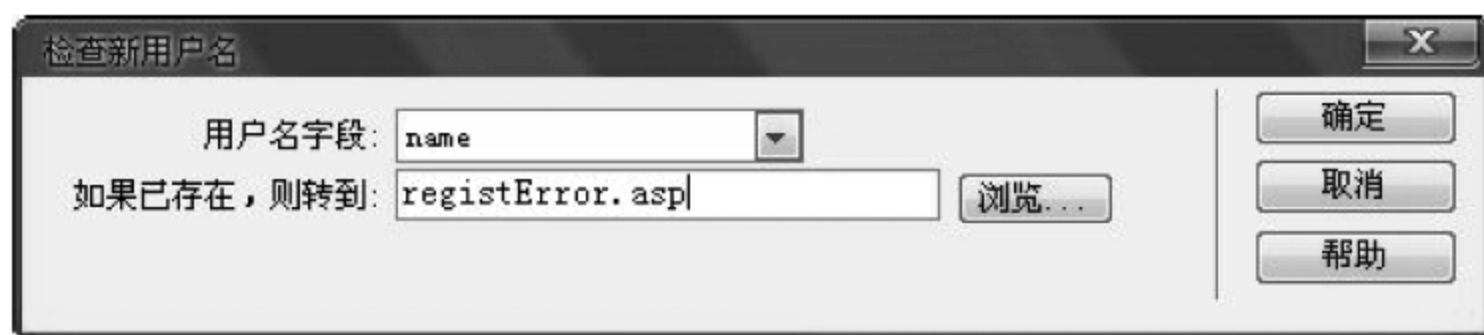 检查新用户名
用户名字段: name
如果已存在，则转到: registError.asp 浏览...
确定
取消
帮助